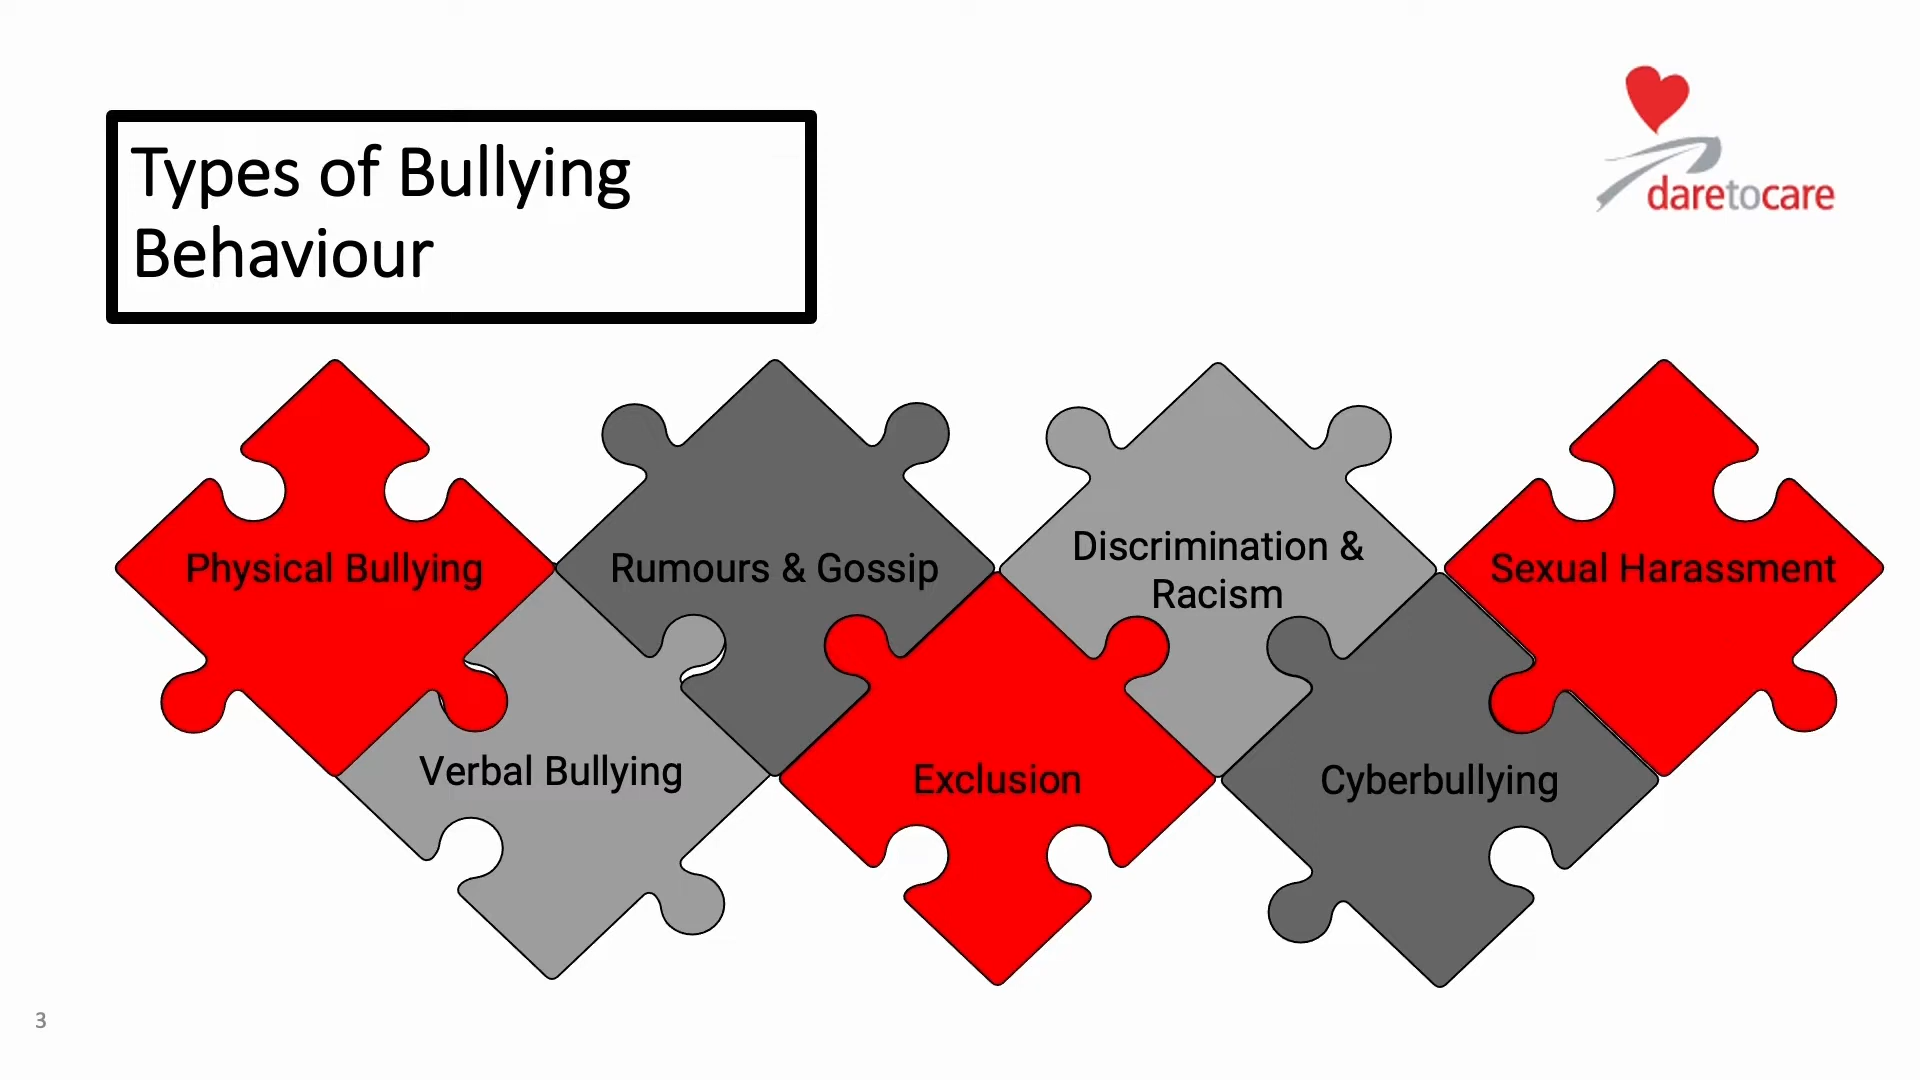 Types of Bullying
Behaviour
daretocare
Physical Bullying
Rumours & Gossip
Discrimination &
Racism
Sexual Harassment
Verbal Bullying
Exclusion
Cyberbullying
3